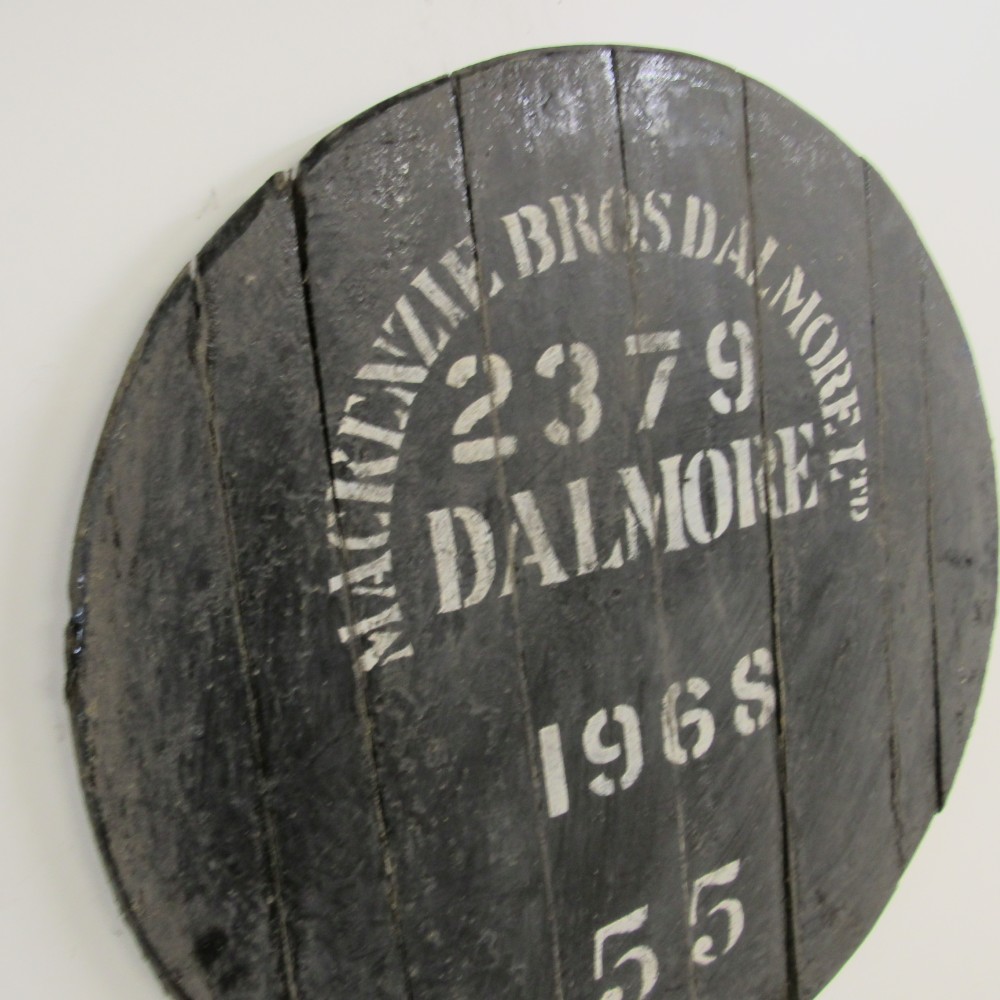 MACKENZIE BROS DALMORE LTD
2379
DALMORE
1968
55